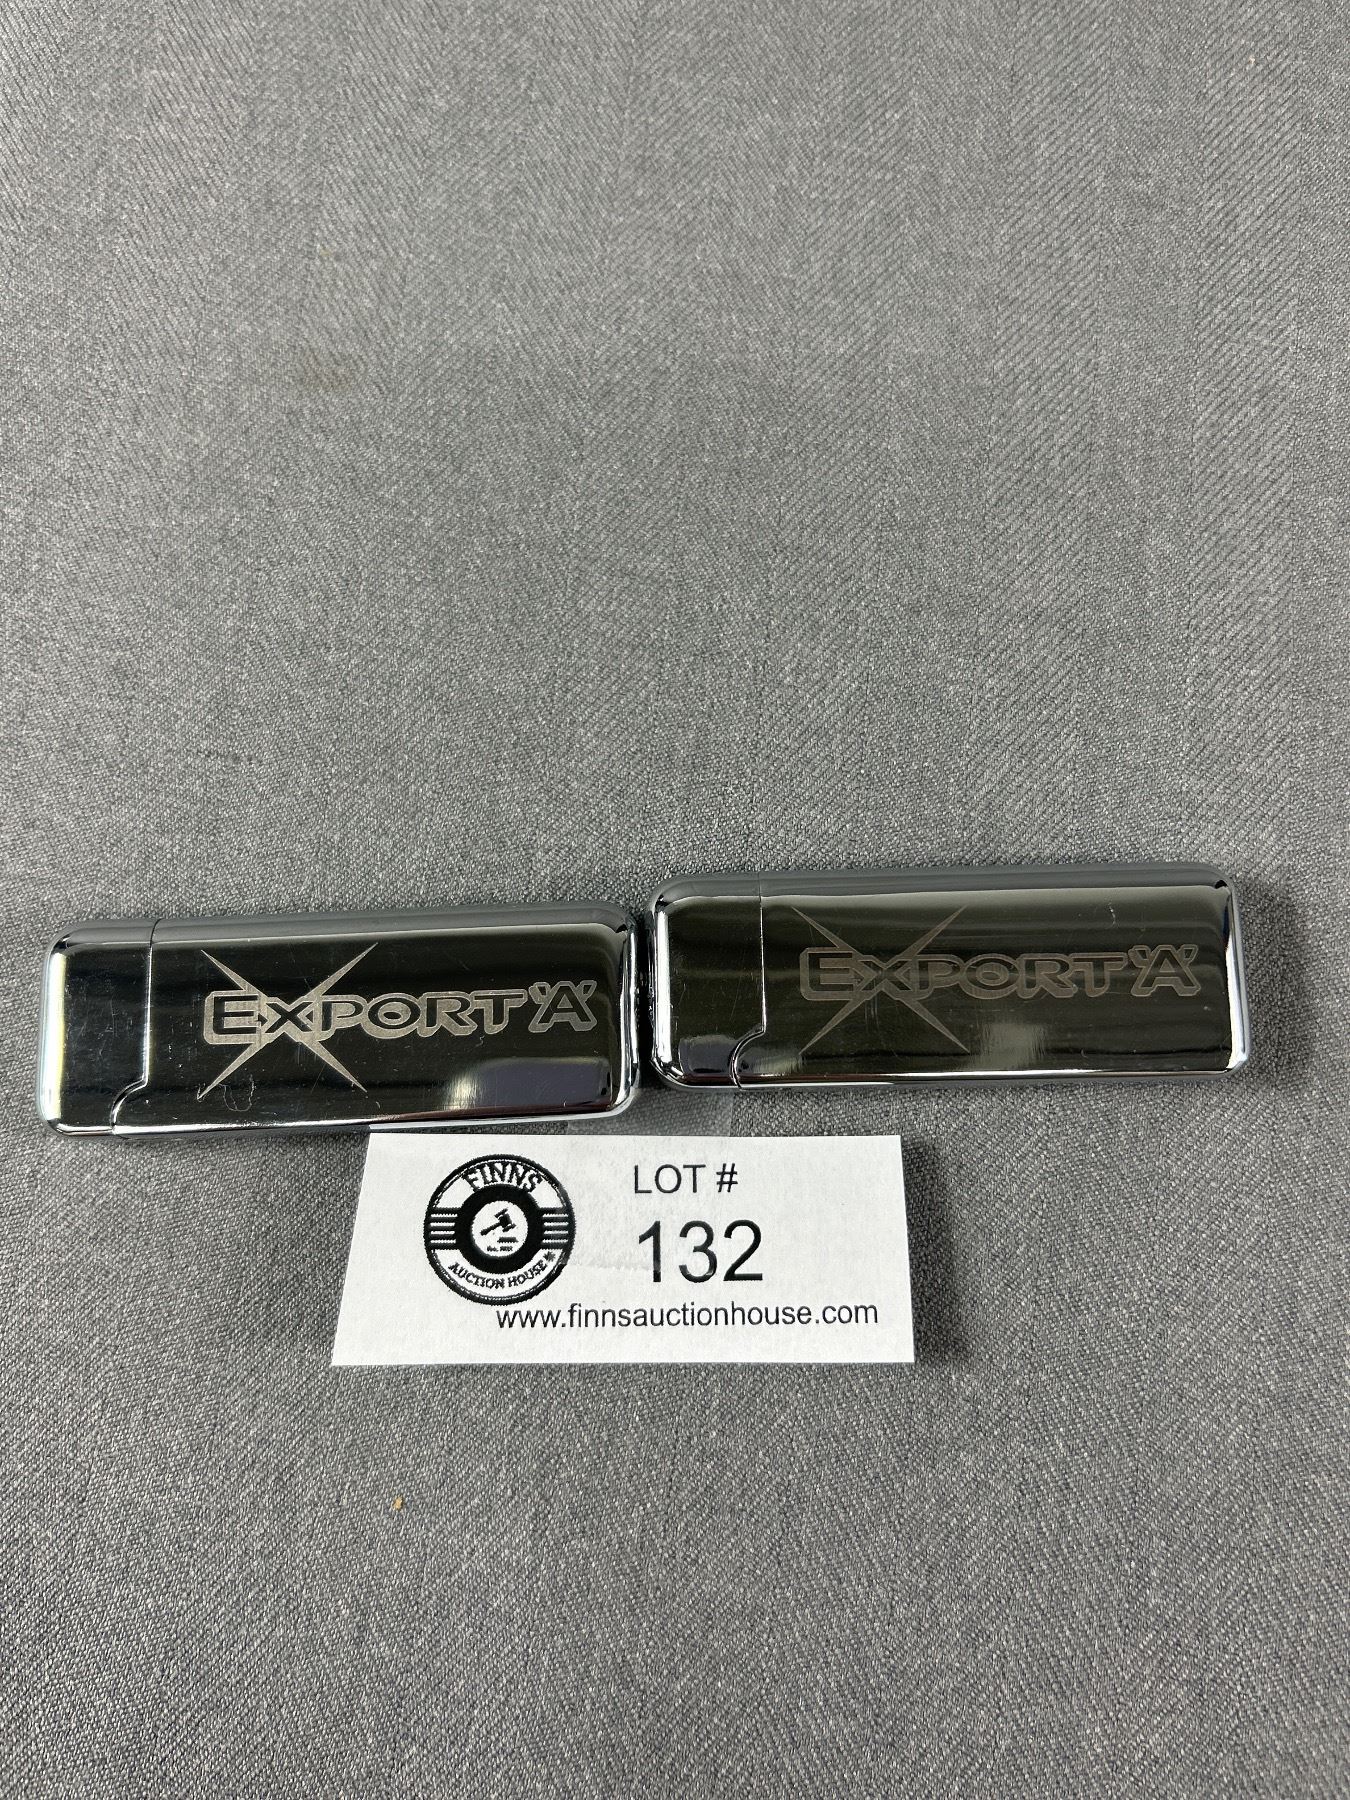 EXPORT 'A'
EXPORT 'A'
FINNS
AUCTION HOUSE
LOT #
132
www.finnsauctionhouse.com